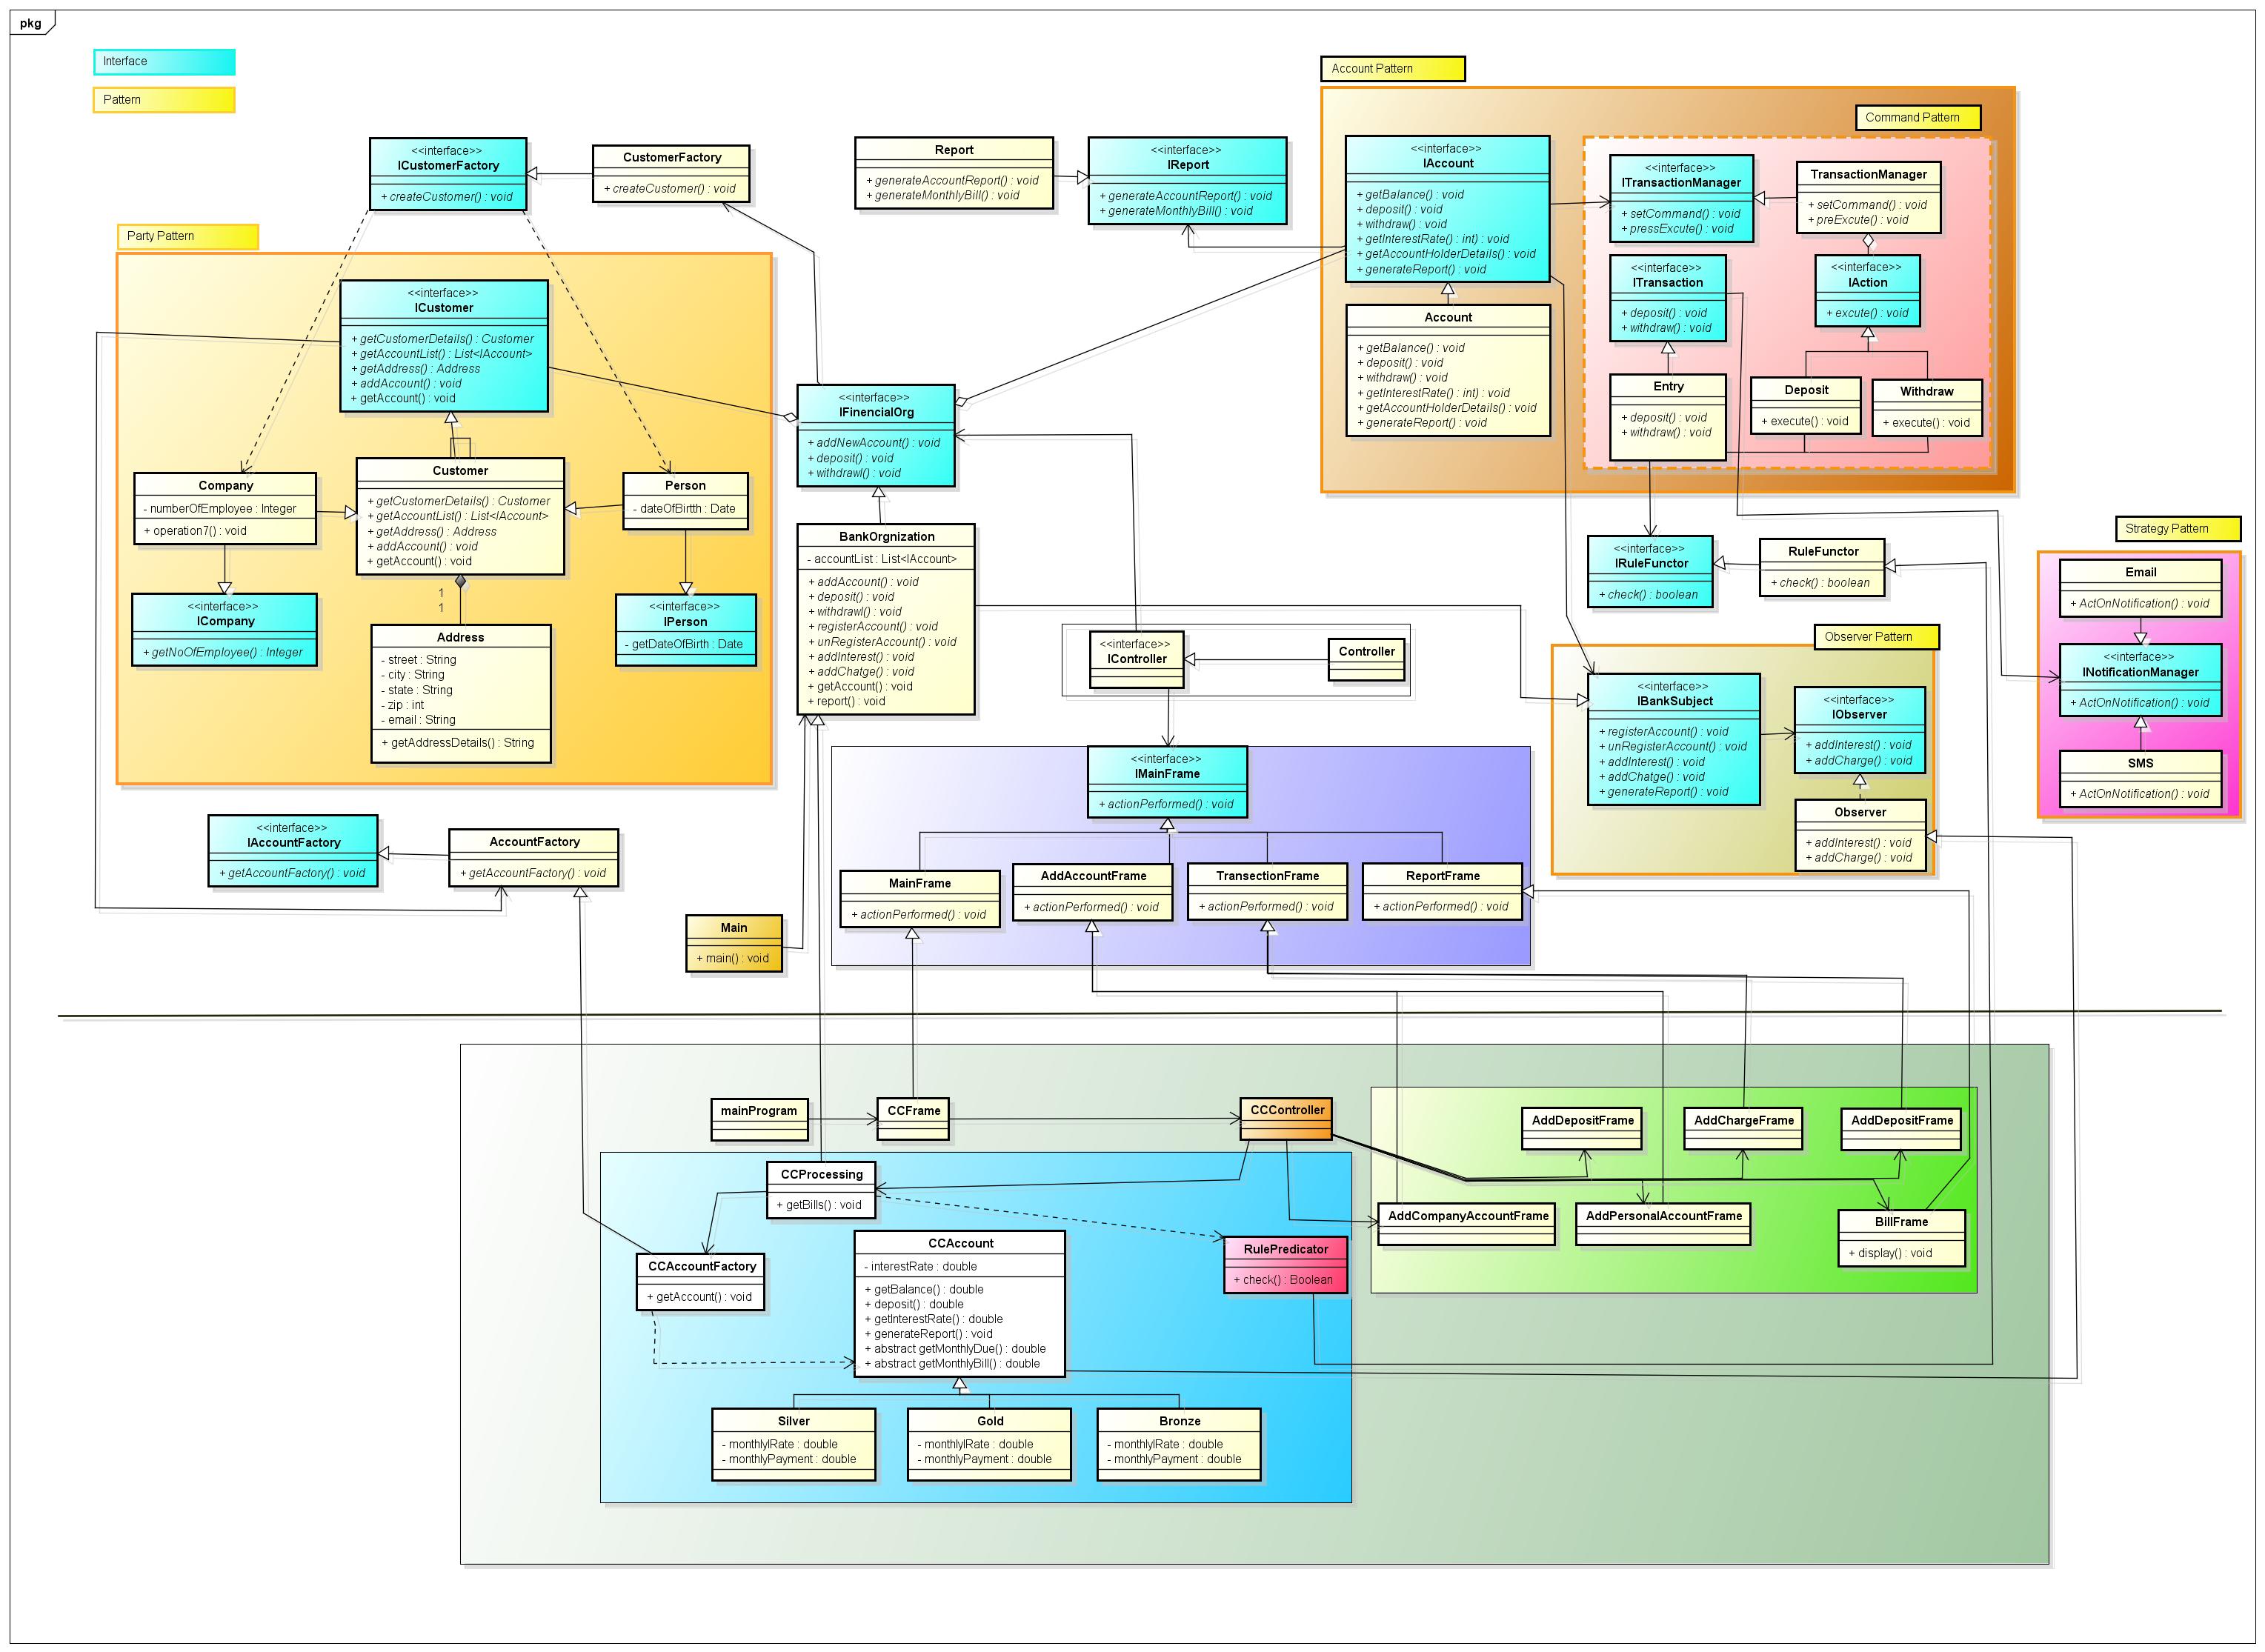 pkg
Interface
Pattern
Account Pattern
Command Pattern
<<interface>>
ICustomerFactory
+ createCustomer() : void
CustomerFactory
+ createCustomer() : void
Report
+ generateAccountReport() : void
+ generateMonthlyBill() : void
<<interface>>
IReport
+ generateAccountReport() : void
+ generateMonthlyBill() : void
<<interface>>
IAccount
+ getBalance() : void
+ deposit() : void
+ withdraw() : void
+ getInterestRate() : int) : void
+ getAccountHolderDetails() : void
+ generateReport() : void
<<interface>>
ITransactionManager
+ setCommand() : void
+ pressExcute() : void
TransactionManager
+ setCommand() : void
+ preExcute() : void
<<interface>>
ITransaction
+ deposit() : void
+ withdraw() : void
<<interface>>
IAction
+ excute() : void
Account
+ getBalance() : void
+ deposit() : void
+ withdraw() : void
+ getInterestRate() : int) : void
+ getAccountHolderDetails() : void
+ generateReport() : void
Entry
+ deposit() : void
+ withdraw() : void
Deposit
+ execute() : void
Withdraw
+ execute() : void
Party Pattern
<<interface>>
ICustomer
+ getCustomerDetails() : Customer
+ getAccountList() : List<IAccount>
+ getAddress() : Address
+ addAccount() : void
+ getAccount() : void
<<interface>>
IFinencialOrg
+ addNewAccount() : void
+ deposit() : void
+ withdrawl() : void
Company
- numberOfEmployee : Integer
+ operation7() : void
Customer
+ getCustomerDetails() : Customer
+ getAccountList() : List<IAccount>
+ getAddress() : Address
+ addAccount() : void
+ getAccount() : void
Person
- dateOfBirtth : Date
1
1
<<interface>>
ICompany
+ getNoOfEmployee() : Integer
Address
- street : String
- city : String
- state : String
- zip : int
- email : String
+ getAddressDetails() : String
<<interface>>
IPerson
- getDateOfBirth : Date
BankOrgnization
- accountList : List<IAccount>
+ addAccount() : void
+ deposit() : void
+ withdrawl() : void
+ registerAccount() : void
+ unRegisterAccount() : void
+ addInterest() : void
+ addChatge() : void
+ getAccount() : void
+ report() : void
<<interface>>
IController
Controller
<<interface>>
IRuleFunctor
+ check() : boolean
RuleFunctor
+ check() : boolean
Strategy Pattern
Email
+ ActOnNotification() : void
<<interface>>
INotificationManager
+ ActOnNotification() : void
SMS
+ ActOnNotification() : void
Observer Pattern
<<interface>>
IBankSubject
+ registerAccount() : void
+ unRegisterAccount() : void
+ addInterest() : void
+ addChatge() : void
+ generateReport() : void
<<interface>>
IObserver
+ addInterest() : void
+ addCharge() : void
Observer
+ addInterest() : void
+ addCharge() : void
<<interface>>
IMainFrame
+ actionPerformed() : void
MainFrame
+ actionPerformed() : void
AddAccountFrame
+ actionPerformed() : void
TransectionFrame
+ actionPerformed() : void
ReportFrame
+ actionPerformed() : void
<<interface>>
IAccountFactory
+ getAccountFactory() : void
AccountFactory
+ getAccountFactory() : void
Main
+ main() : void
mainProgram
CCFrame
CCController
AddDepositFrame
AddChargeFrame
AddDepositFrame
CCProcessing
+ getBills() : void
AddCompanyAccountFrame
AddPersonalAccountFrame
BillFrame
+ display() : void
CCAccountFactory
+ getAccount() : void
CCAccount
- interestRate : double
+ getBalance() : double
+ deposit() : double
+ getInterestRate() : double
+ generateReport() : void
+ abstract getMonthlyDue() : double
+ abstract getMonthlyBill() : double
RulePredicator
+ check() : Boolean
Silver
- monthlyIRate : double
- monthlyPayment : double
Gold
- monthlyIRate : double
- monthlyPayment : double
Bronze
- monthlyIRate : double
- monthlyPayment : double